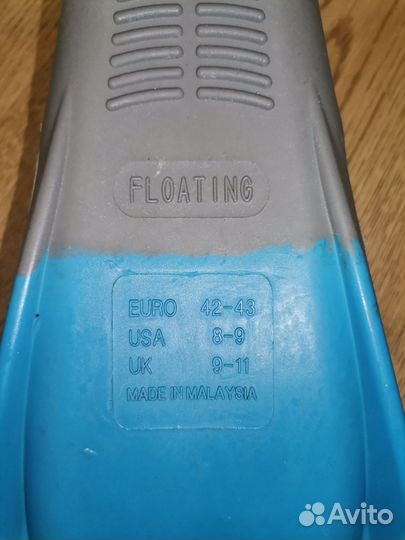 FLOATING
EURO 42-43
USA 8-9
UK 9-11
MADE IN MALAYSIA
Avito